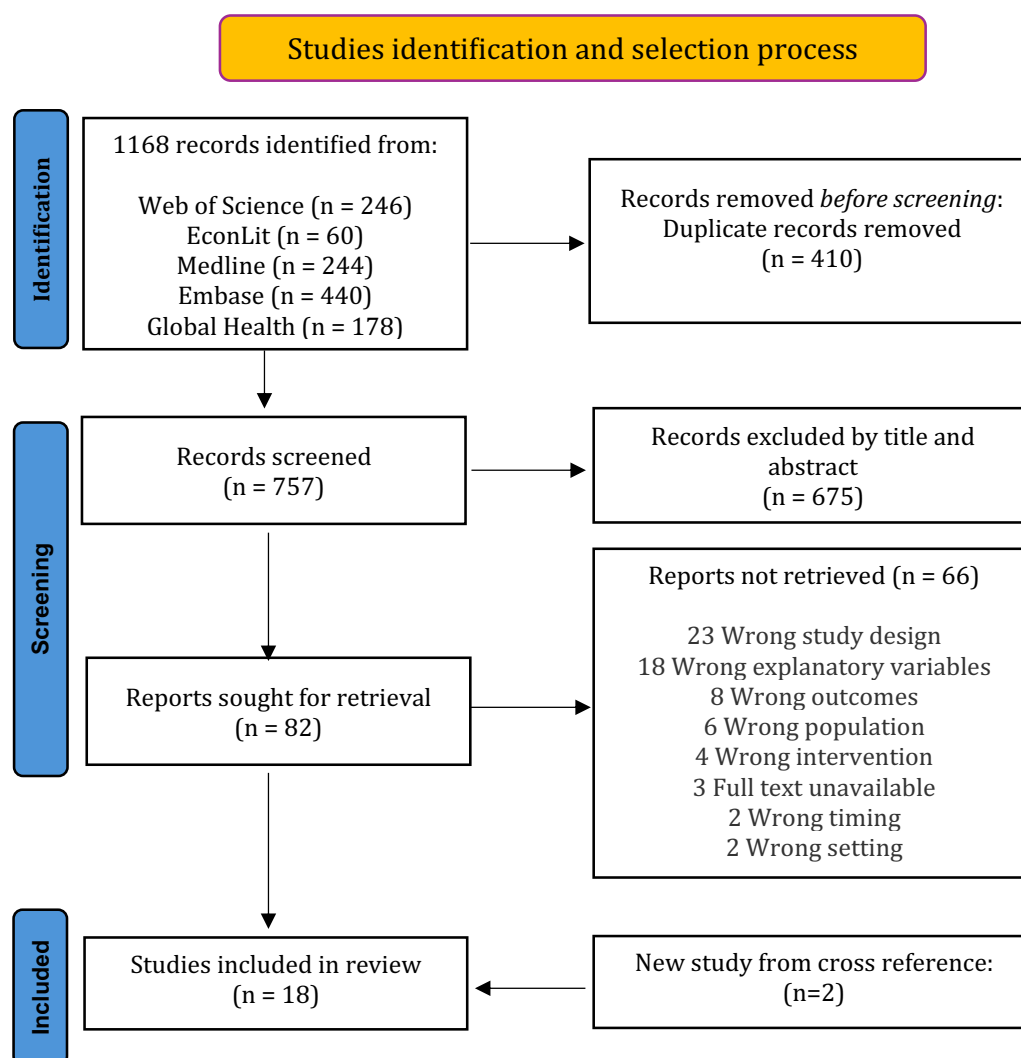 Studies identification and selection process
Identification
1168 records identified from:
Web of Science (n = 246)
EconLit (n = 60)
Medline (n = 244)
Embase (n = 440)
Global Health (n = 178)
Records removed before screening:
Duplicate records removed
(n = 410)
Screening
Records screened
(n = 757)
Records excluded by title and
abstract
(n = 675)
Reports sought for retrieval
(n = 82)
Reports not retrieved (n = 66)
23 Wrong study design
18 Wrong explanatory variables
8 Wrong outcomes
6 Wrong population
4 Wrong intervention
3 Full text unavailable
2 Wrong timing
2 Wrong setting
Included
Studies included in review
(n = 18)
New study from cross reference:
(n=2)